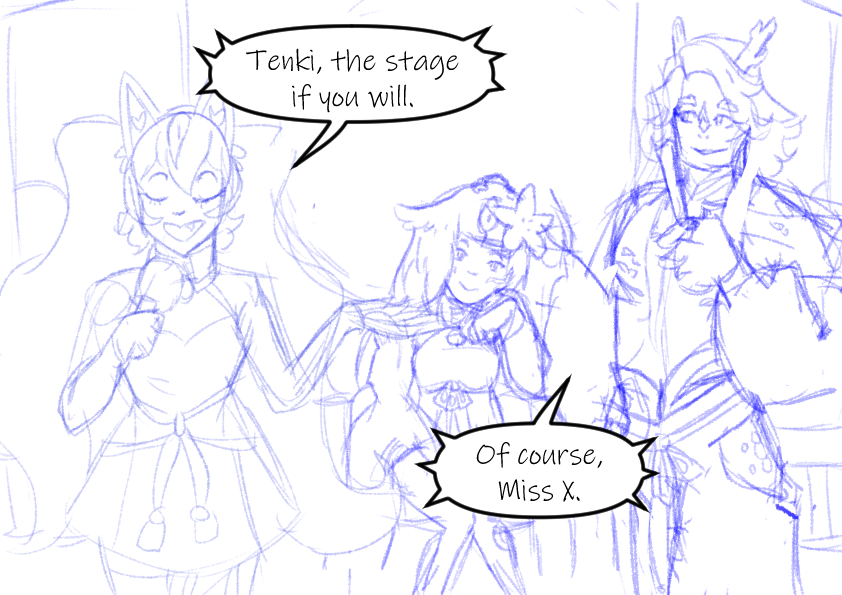 Tenki, the stage
if you will.
Of course,
Miss X.